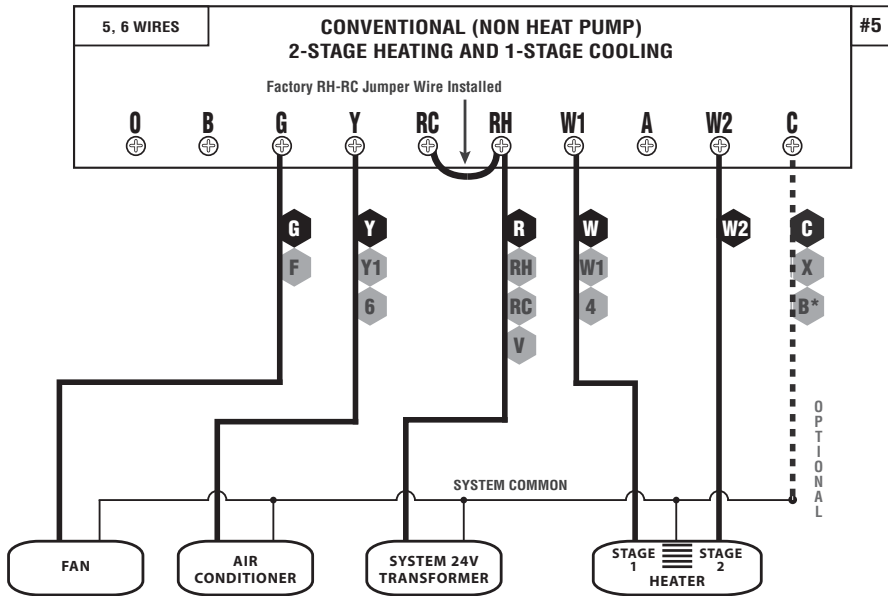 5, 6 WIRES
CONVENTIONAL (NON HEAT PUMP)
2-STAGE HEATING AND 1-STAGE COOLING
#5
Factory RH-RC Jumper Wire Installed
O B G Y RC RH W1 A W2 C
G Y R W W2 C
F Y1 RH W1 X
6 RC 4 B*
V
OPTIONAL
SYSTEM COMMON
FAN
AIR
CONDITIONER
SYSTEM 24V
TRANSFORMER
STAGE
1
STAGE
2
HEATER